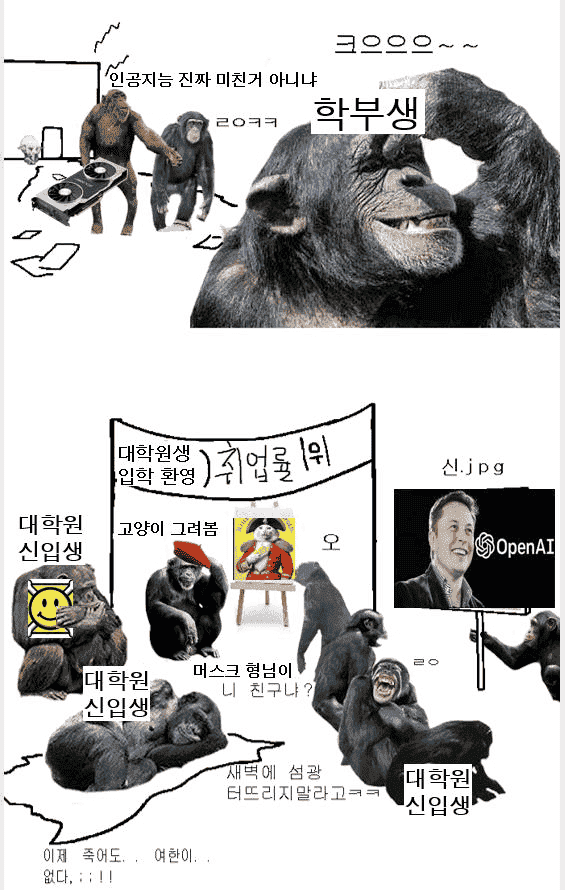 크으으으~~
인공지능 진짜 미친거 아니냐
ㄹㅇㅋㅋ
학부생
대학원생
입학 환영
)취업률 1위
신.jpg
대학원
신입생
고양이 그려봄
오
OpenAI
ㄹㅇ
대학원
신입생
머스크 형님이
니 친구냐?
새벽에 섬광
터뜨리지말라고ㅋㅋ
대학원
신입생
이제 죽어도. . 여한이. .
없다, ; ; ! !